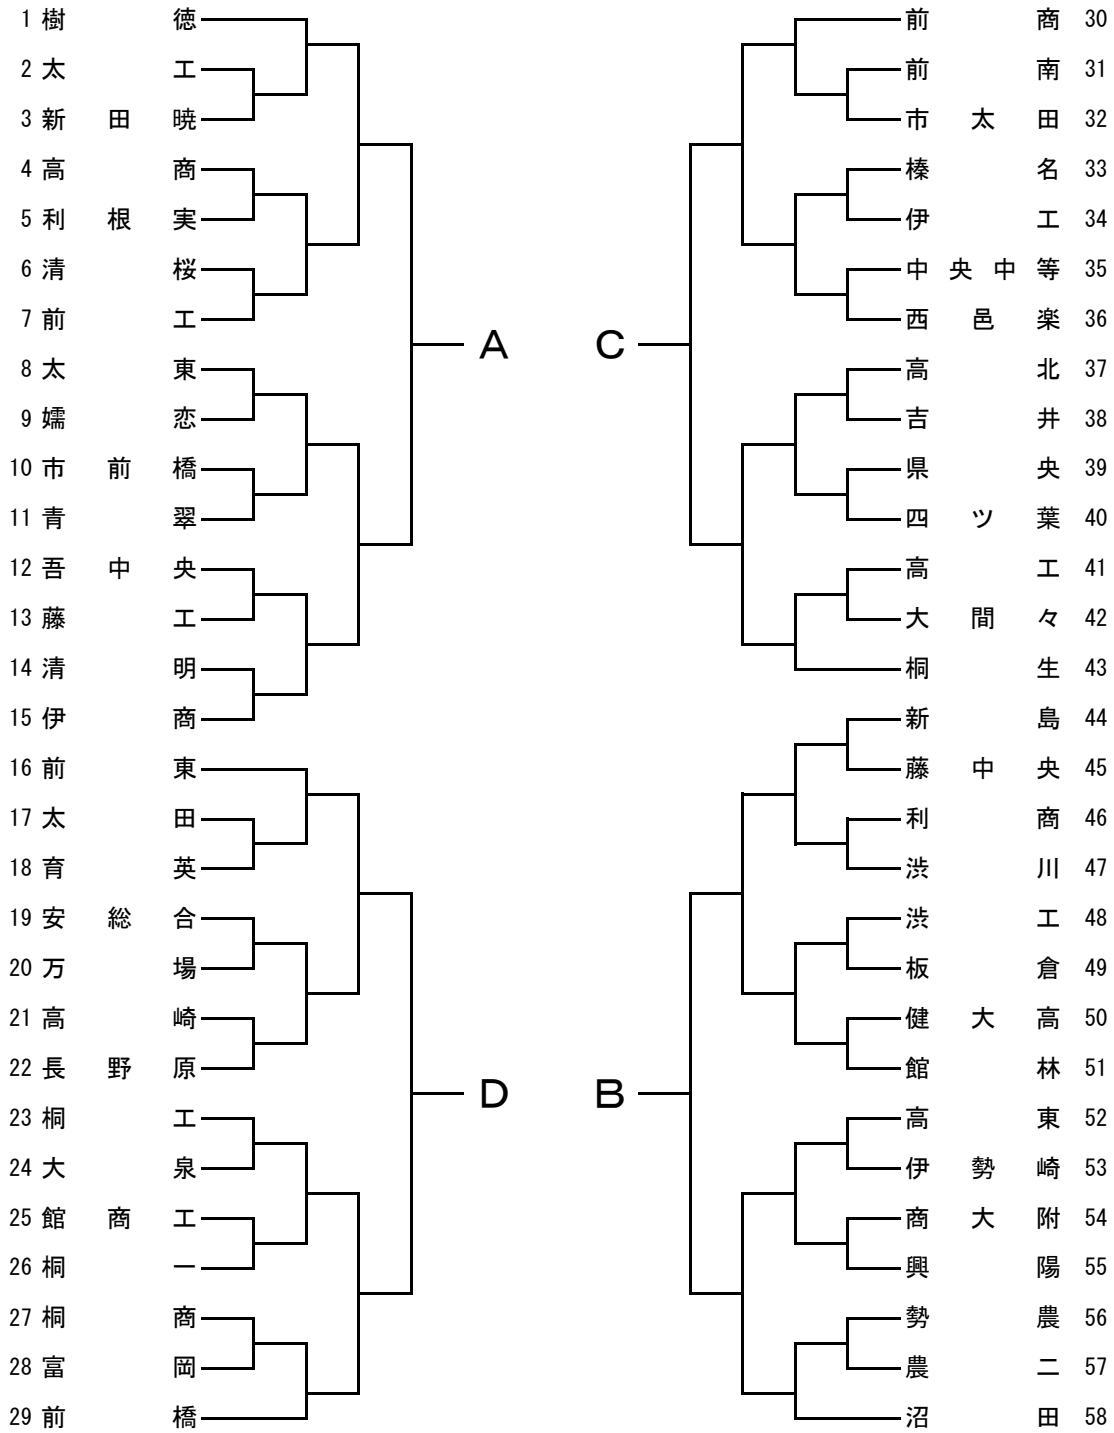 1 樹徳
2 太工
3 新田暁
4 高商
5 利根実
6 清桜
7 前工
A
8 太東
9 嬬恋
10 市前橋
11 青翠
12 吾中央
13 藤工
14 清明
15 伊商
16 前東
17 太田
18 育英
19 安総合
20 万場
21 高崎
22 長野原
D
23 桐工
24 大泉
25 館商工
26 桐一
27 桐商
28 富岡
29 前橋
前商 30
前南 31
市太田 32
榛名 33
伊工 34
中央中等 35
西邑楽 36
C
高北 37
吉井 38
県央 39
四ツ葉 40
高工 41
大間々 42
桐生 43
新島 44
藤中央 45
利商 46
渋川 47
渋工 48
板倉 49
健大高 50
館林 51
B
高東 52
伊勢崎 53
商大附 54
興陽 55
勢農 56
農二 57
沼田 58